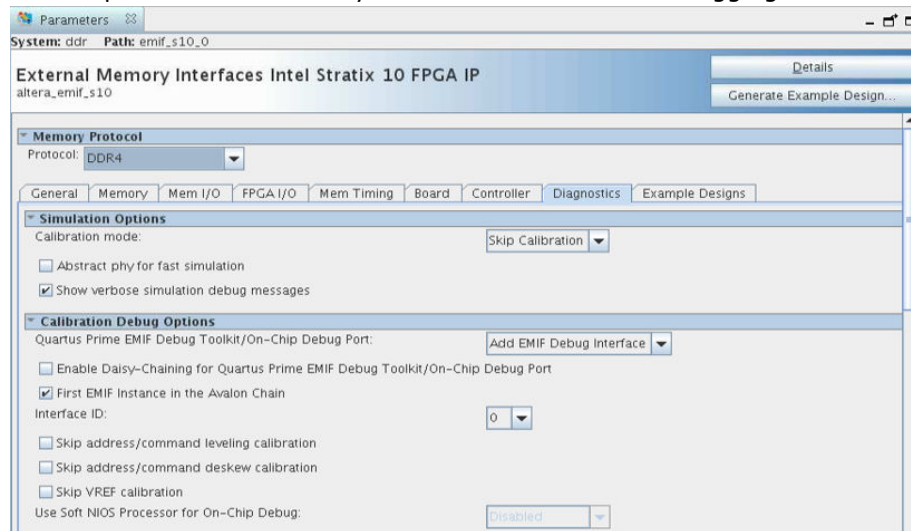 Parameters
System: ddr Path: emif_s10_0
External Memory Interfaces Intel Stratix 10 FPGA IP
altera_emif_s10
Details
Generate Example Design...
Memory Protocol
Protocol: DDR4
General Memory Mem I/O FPGA I/O Mem Timing Board Controller Diagnostics Example Designs
Simulation Options
Calibration mode: Skip Calibration
Abstract phy for fast simulation
Show verbose simulation debug messages
Calibration Debug Options
Quartus Prime EMIF Debug Toolkit/On-Chip Debug Port: Add EMIF Debug Interface
Enable Daisy-Chaining for Quartus Prime EMIF Debug Toolkit/On-Chip Debug Port
First EMIF Instance in the Avalon Chain
Interface ID: 0
Skip address/command leveling calibration
Skip address/command deskew calibration
Skip VREF calibration
Use Soft NIOS Processor for On-Chip Debug: Disabled